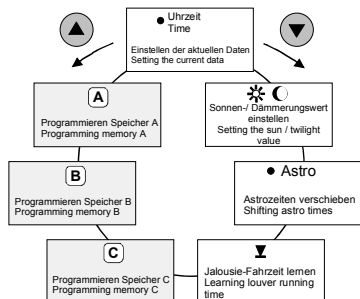 Uhrzeit
Time
Einstellen der aktuellen Daten
Setting the current data
A
Programmieren Speicher A
Programming memory A
Sonnen-/ Dämmerungswert
einstellen
Setting the sun / twilight
value
B
Programmieren Speicher B
Programming memory B
Astro
Astrozeiten verschieben
Shifting astro times
C
Programmieren Speicher C
Programming memory C
Jalousie-Fahrzeit lernen
Learning louver running
time